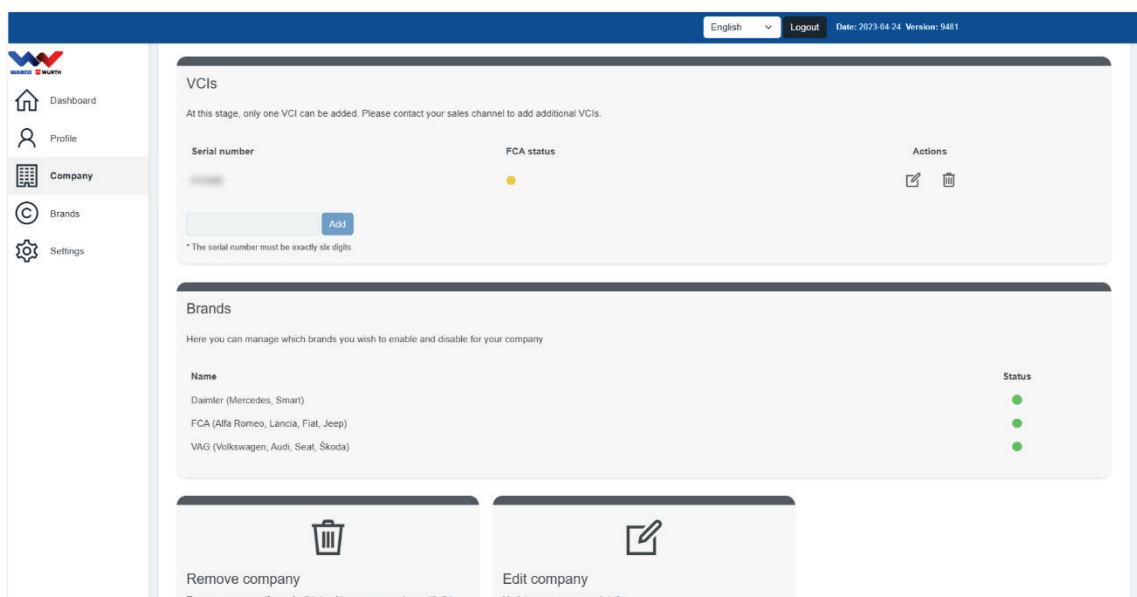 English
Logout
Date: 2023-04-24 Version: 9481
WABCO WURTH
Dashboard
Profile
Company
Brands
Settings
VCIs
At this stage, only one VCI can be added. Please contact your sales channel to add additional VCIs.
Serial number FCA status Actions
Add
* The serial number must be exactly six digits.
Brands
Here you can manage which brands you wish to enable and disable for your company
Name Status
Daimler (Mercedes, Smart)
FCA (Alfa Romeo, Lancia, Fiat, Jeep)
VAG (Volkswagen, Audi, Seat, Škoda)
Remove company
Edit company